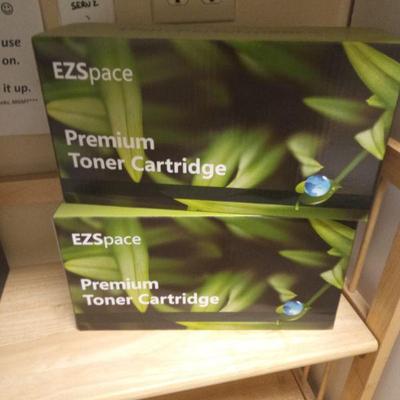 use
on.
it up.
EZSpace
Premium
Toner Cartridge
EZSpace
Premium
Toner Cartridge